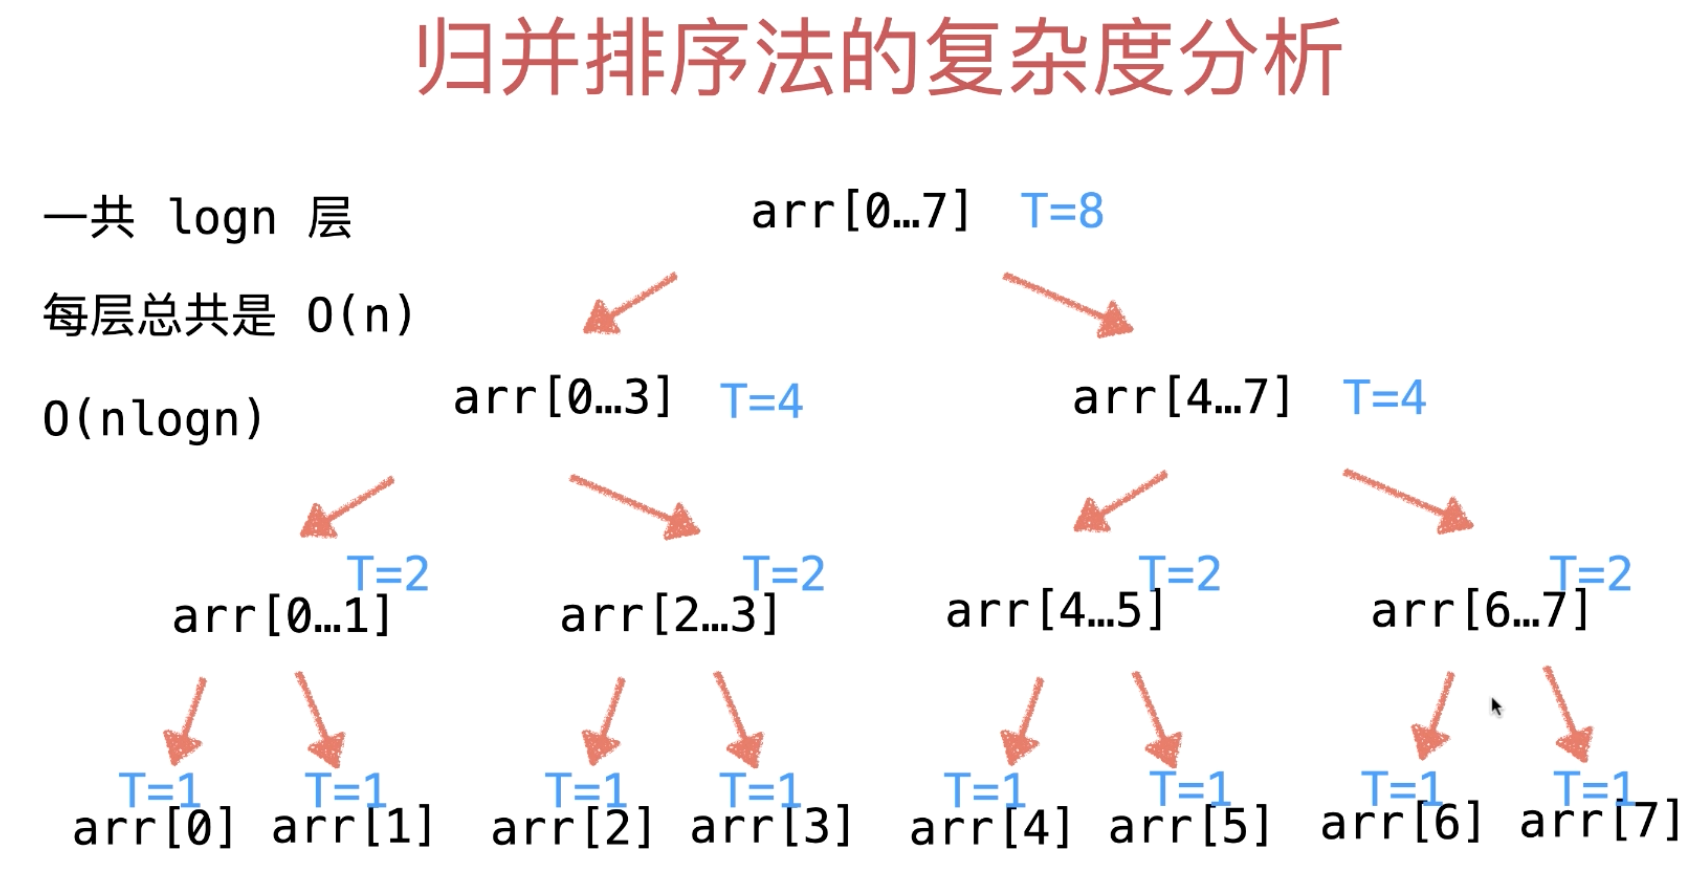 归并排序法的复杂度分析
一共 logn 层
每层总共是 O(n)
O(nlogn)
arr[0…7] T=8
arr[0…3] T=4
arr[4…7] T=4
T=2
arr[0…1]
T=2
arr[2…3]
T=2
arr[4…5]
T=2
arr[6…7]
T=1
arr[0]
T=1
arr[1]
T=1
arr[2]
T=1
arr[3]
T=1
arr[4]
T=1
arr[5]
T=1
arr[6]
T=1
arr[7]